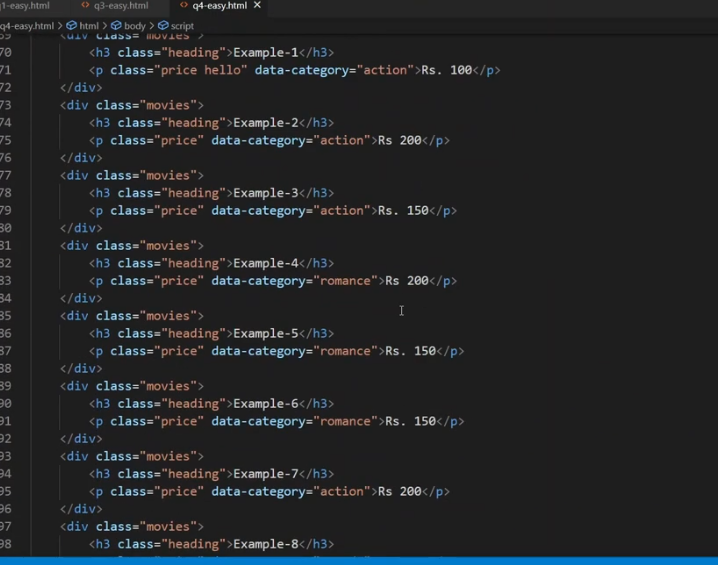 q1-easy.html q3-easy.html q4-easy.html
q4-easy.html > html > body > script
69 <div class="movies">
70 <h3 class="heading">Example-1</h3>
71 <p class="price hello" data-category="action">Rs. 100</p>
72 </div>
73 <div class="movies">
74 <h3 class="heading">Example-2</h3>
75 <p class="price" data-category="action">Rs 200</p>
76 </div>
77 <div class="movies">
78 <h3 class="heading">Example-3</h3>
79 <p class="price" data-category="action">Rs. 150</p>
80 </div>
81 <div class="movies">
82 <h3 class="heading">Example-4</h3>
83 <p class="price" data-category="romance">Rs 200</p>
84 </div>
85 <div class="movies">
86 <h3 class="heading">Example-5</h3>
87 <p class="price" data-category="romance">Rs. 150</p>
88 </div>
89 <div class="movies">
90 <h3 class="heading">Example-6</h3>
91 <p class="price" data-category="romance">Rs. 150</p>
92 </div>
93 <div class="movies">
94 <h3 class="heading">Example-7</h3>
95 <p class="price" data-category="action">Rs 200</p>
96 </div>
97 <div class="movies">
98 <h3 class="heading">Example-8</h3>